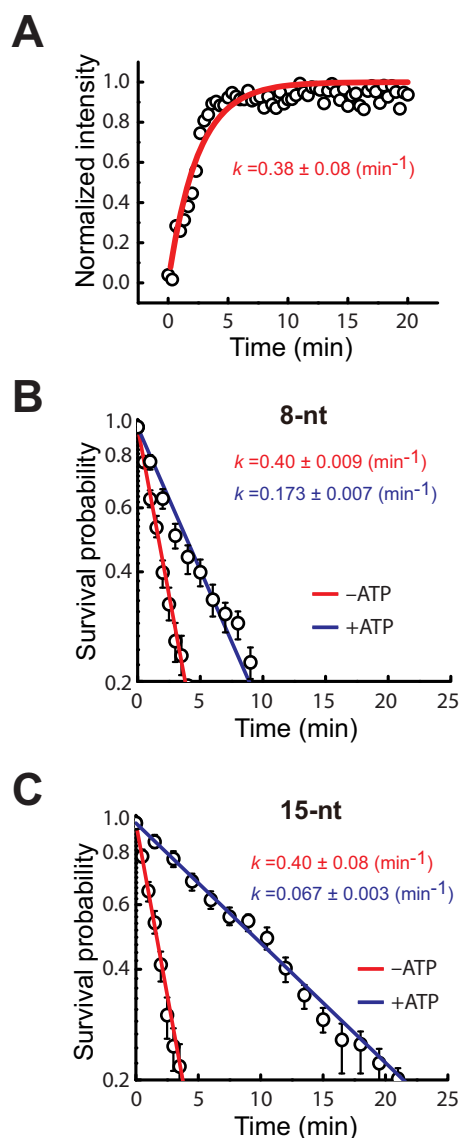 A
Normalized intensity
1.0
0.8
0.6
0.4
0.2
0.0
k =0.38 ± 0.08 (min⁻¹)
0 5 10 15 20
Time (min)
B
8-nt
Survival probability
1.0
0.8
0.6
0.4
0.2
k =0.40 ± 0.009 (min⁻¹)
k =0.173 ± 0.007 (min⁻¹)
−ATP
+ATP
0 5 10 15 20 25
Time (min)
C
15-nt
Survival probability
1.0
0.8
0.6
0.4
0.2
k =0.40 ± 0.08 (min⁻¹)
k =0.067 ± 0.003 (min⁻¹)
−ATP
+ATP
0 5 10 15 20 25
Time (min)